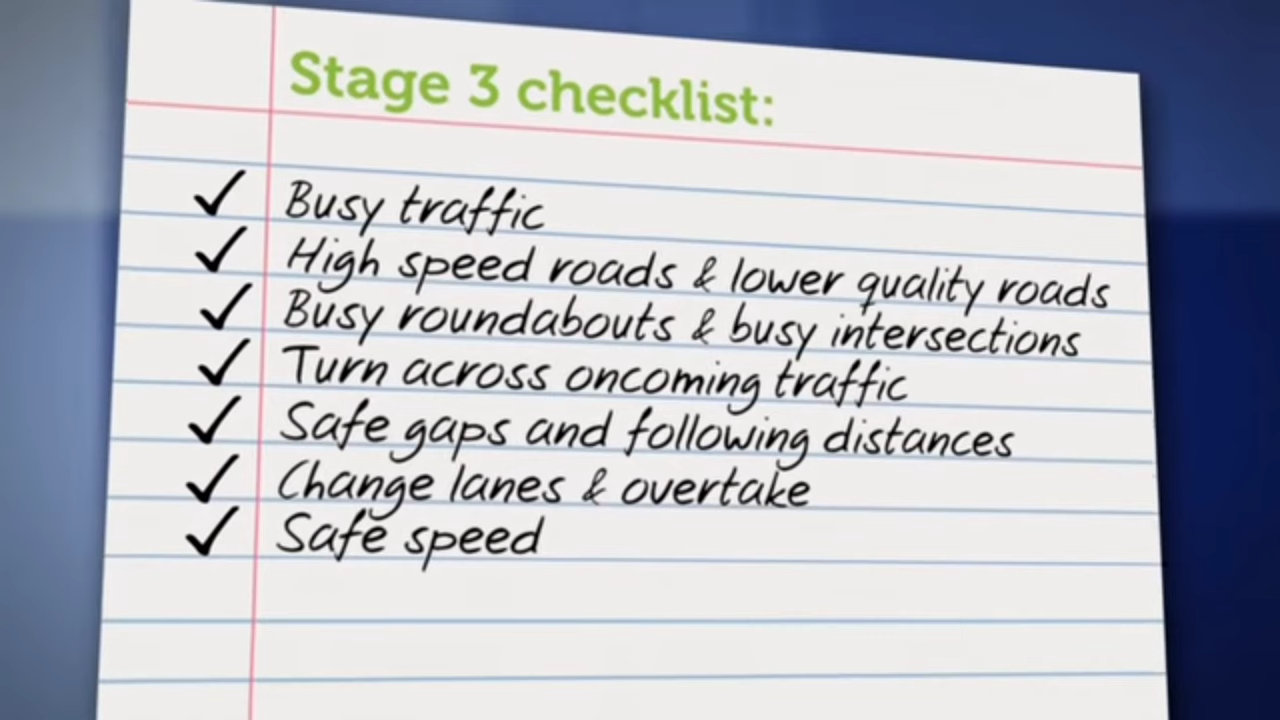 Stage 3 checklist:
✓ Busy traffic
✓ High speed roads & lower quality roads
✓ Busy roundabouts & busy intersections
✓ Turn across oncoming traffic
✓ Safe gaps and following distances
✓ Change lanes & overtake
✓ Safe speed